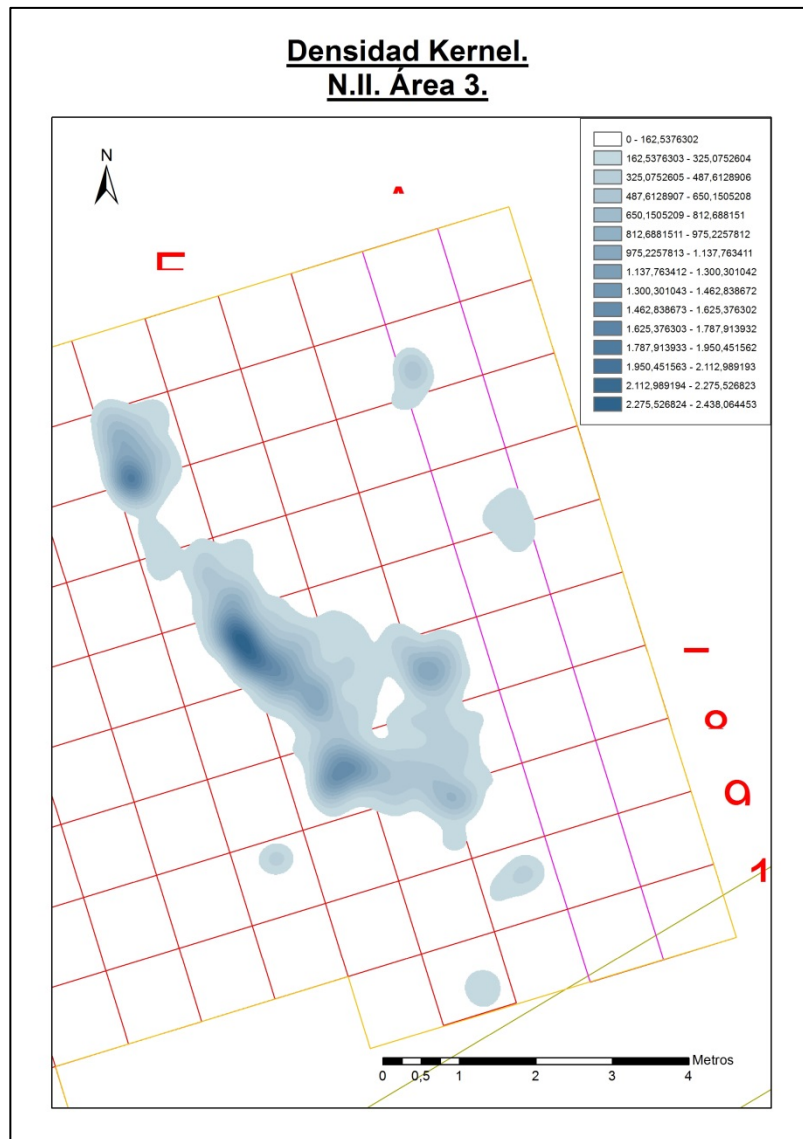 Densidad Kernel.
N.II. Área 3.
N
0 - 162,5376302
162,5376303 - 325,0752604
325,0752605 - 487,6128906
487,6128907 - 650,1505208
650,1505209 - 812,688151
812,6881511 - 975,2257812
975,2257813 - 1.137,763411
1.137,763412 - 1.300,301042
1.300,301043 - 1.462,838672
1.462,838673 - 1.625,376302
1.625,376303 - 1.787,913932
1.787,913933 - 1.950,451562
1.950,451563 - 2.112,989193
2.112,989194 - 2.275,526823
2.275,526824 - 2.438,064453
Metros
0 0,5 1 2 3 4